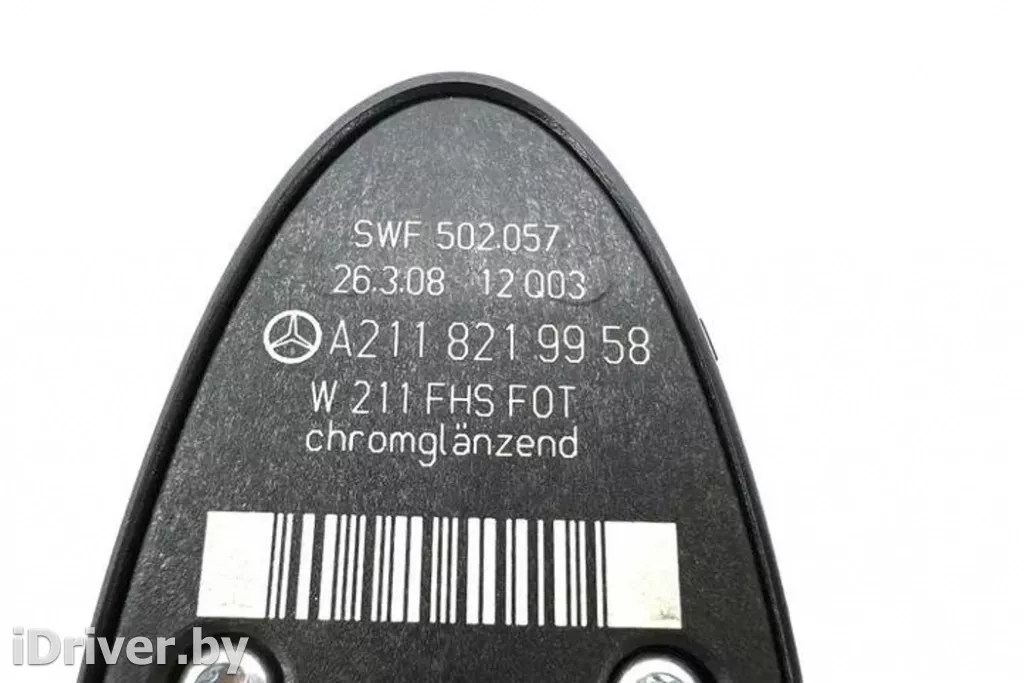 SWF 502.057
26.3.08 12 Q03
A211 821 99 58
W 211 FHS FOT
chromglänzend
iDriver.by